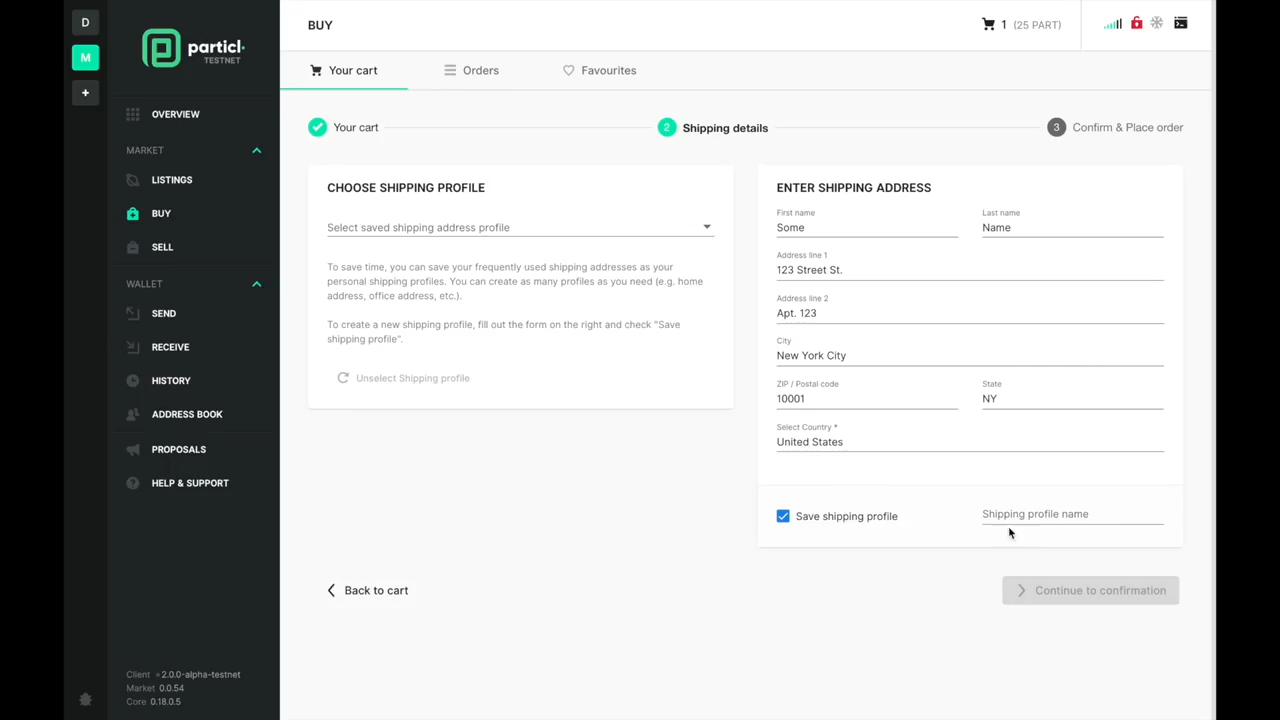 D
M
+
particl.
TESTNET
OVERVIEW
MARKET
LISTINGS
BUY
SELL
WALLET
SEND
RECEIVE
HISTORY
ADDRESS BOOK
PROPOSALS
HELP & SUPPORT
Client 2.0.0-alpha-testnet
Market 0.0.54
Core 0.18.0.5
BUY
1 (25 PART)
Your cart
Orders
Favourites
Your cart
2 Shipping details
3 Confirm & Place order
CHOOSE SHIPPING PROFILE
Select saved shipping address profile
To save time, you can save your frequently used shipping addresses as your
personal shipping profiles. You can create as many profiles as you need (e.g. home
address, office address, etc.).
To create a new shipping profile, fill out the form on the right and check "Save
shipping profile".
Unselect Shipping profile
ENTER SHIPPING ADDRESS
First name
Some
Last name
Name
Address line 1
123 Street St.
Address line 2
Apt. 123
City
New York City
ZIP / Postal code
10001
State
NY
Select Country *
United States
Save shipping profile
Shipping profile name
Back to cart
Continue to confirmation